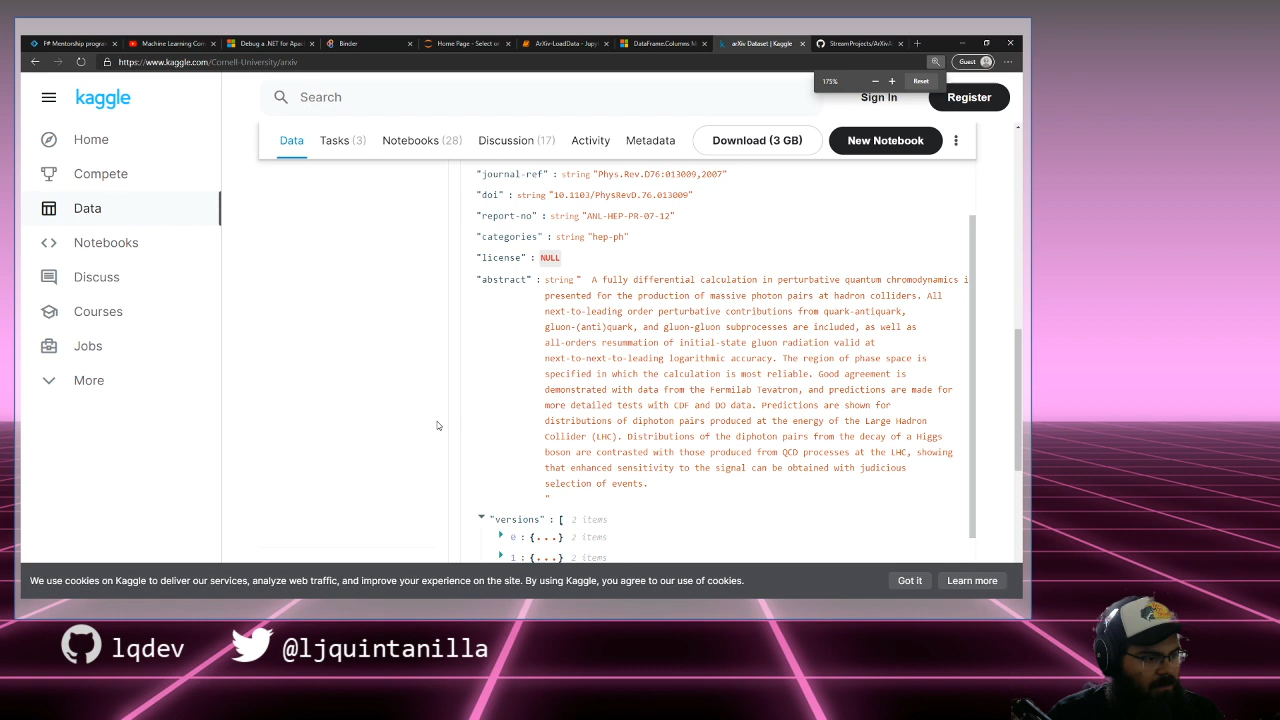 F# Mentorship progra
Machine Learning Con
Debug a .NET for Apac
Binder
Home Page - Select or
ArXiv-LoadData - Jupy
DataFrame.Columns M
arXiv Dataset | Kaggle
StreamProjects/ArXivA
https://www.kaggle.com/Cornell-University/arxiv
Guest
175%
Reset
kaggle
Search
Sign In
Register
Data
Tasks (3)
Notebooks (28)
Discussion (17)
Activity
Metadata
Download (3 GB)
New Notebook
Home
Compete
Data
Notebooks
Discuss
Courses
Jobs
More
"journal-ref" : string "Phys.Rev.D76:013009,2007"
"doi" : string "10.1103/PhysRevD.76.013009"
"report-no" : string "ANL-HEP-PR-07-12"
"categories" : string "hep-ph"
"license" : NULL
"abstract" : string " A fully differential calculation in perturbative quantum chromodynamics i
presented for the production of massive photon pairs at hadron colliders. All
next-to-leading order perturbative contributions from quark-antiquark,
gluon-(anti)quark, and gluon-gluon subprocesses are included, as well as
all-orders resummation of initial-state gluon radiation valid at
next-to-next-to-leading logarithmic accuracy. The region of phase space is
specified in which the calculation is most reliable. Good agreement is
demonstrated with data from the Fermilab Tevatron, and predictions are made for
more detailed tests with CDF and DO data. Predictions are shown for
distributions of diphoton pairs produced at the energy of the Large Hadron
Collider (LHC). Distributions of the diphoton pairs from the decay of a Higgs
boson are contrasted with those produced from QCD processes at the LHC, showing
that enhanced sensitivity to the signal can be obtained with judicious
selection of events.
"
"versions" : [ 2 items
0 : {...} 2 items
1 : {...} 2 items
We use cookies on Kaggle to deliver our services, analyze web traffic, and improve your experience on the site. By using Kaggle, you agree to our use of cookies.
Got it
Learn more
lqdev
@ljquintanilla